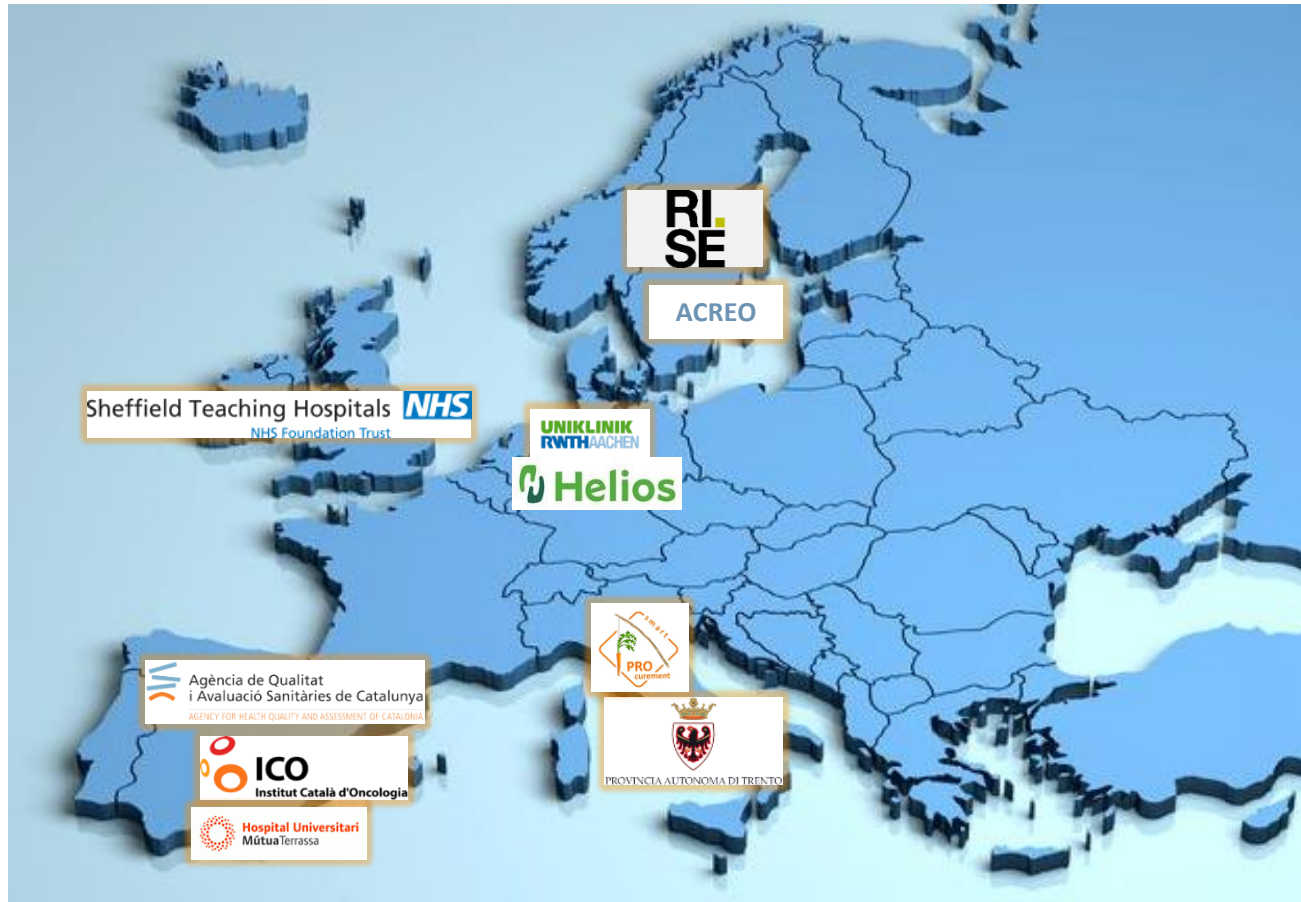 RI.
SE
ACREO
Sheffield Teaching Hospitals NHS
NHS Foundation Trust
UNIKLINIK
RWTHAACHEN
Helios
smart
PRO
curement
Agència de Qualitat
i Avaluació Sanitàries de Catalunya
AGENCY FOR HEALTH QUALITY AND ASSESSMENT OF CATALONIA
PROVINCIA AUTONOMA DI TRENTO
ICO
Institut Català d'Oncologia
Hospital Universitari
MútuaTerrassa